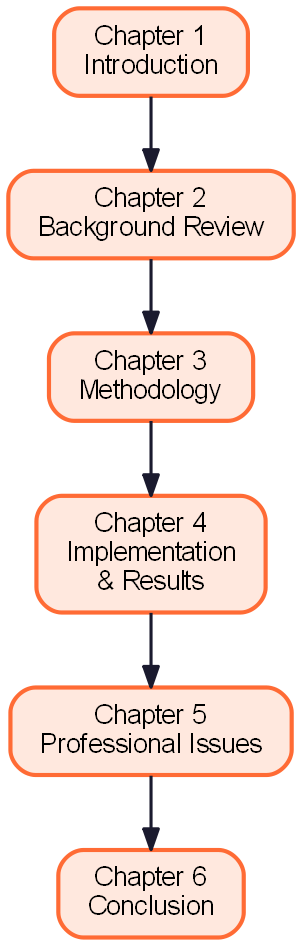 Chapter 1
Introduction
Chapter 2
Background Review
Chapter 3
Methodology
Chapter 4
Implementation
& Results
Chapter 5
Professional Issues
Chapter 6
Conclusion